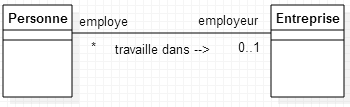 Personne employe employeur Entreprise
* travaille dans --> 0..1